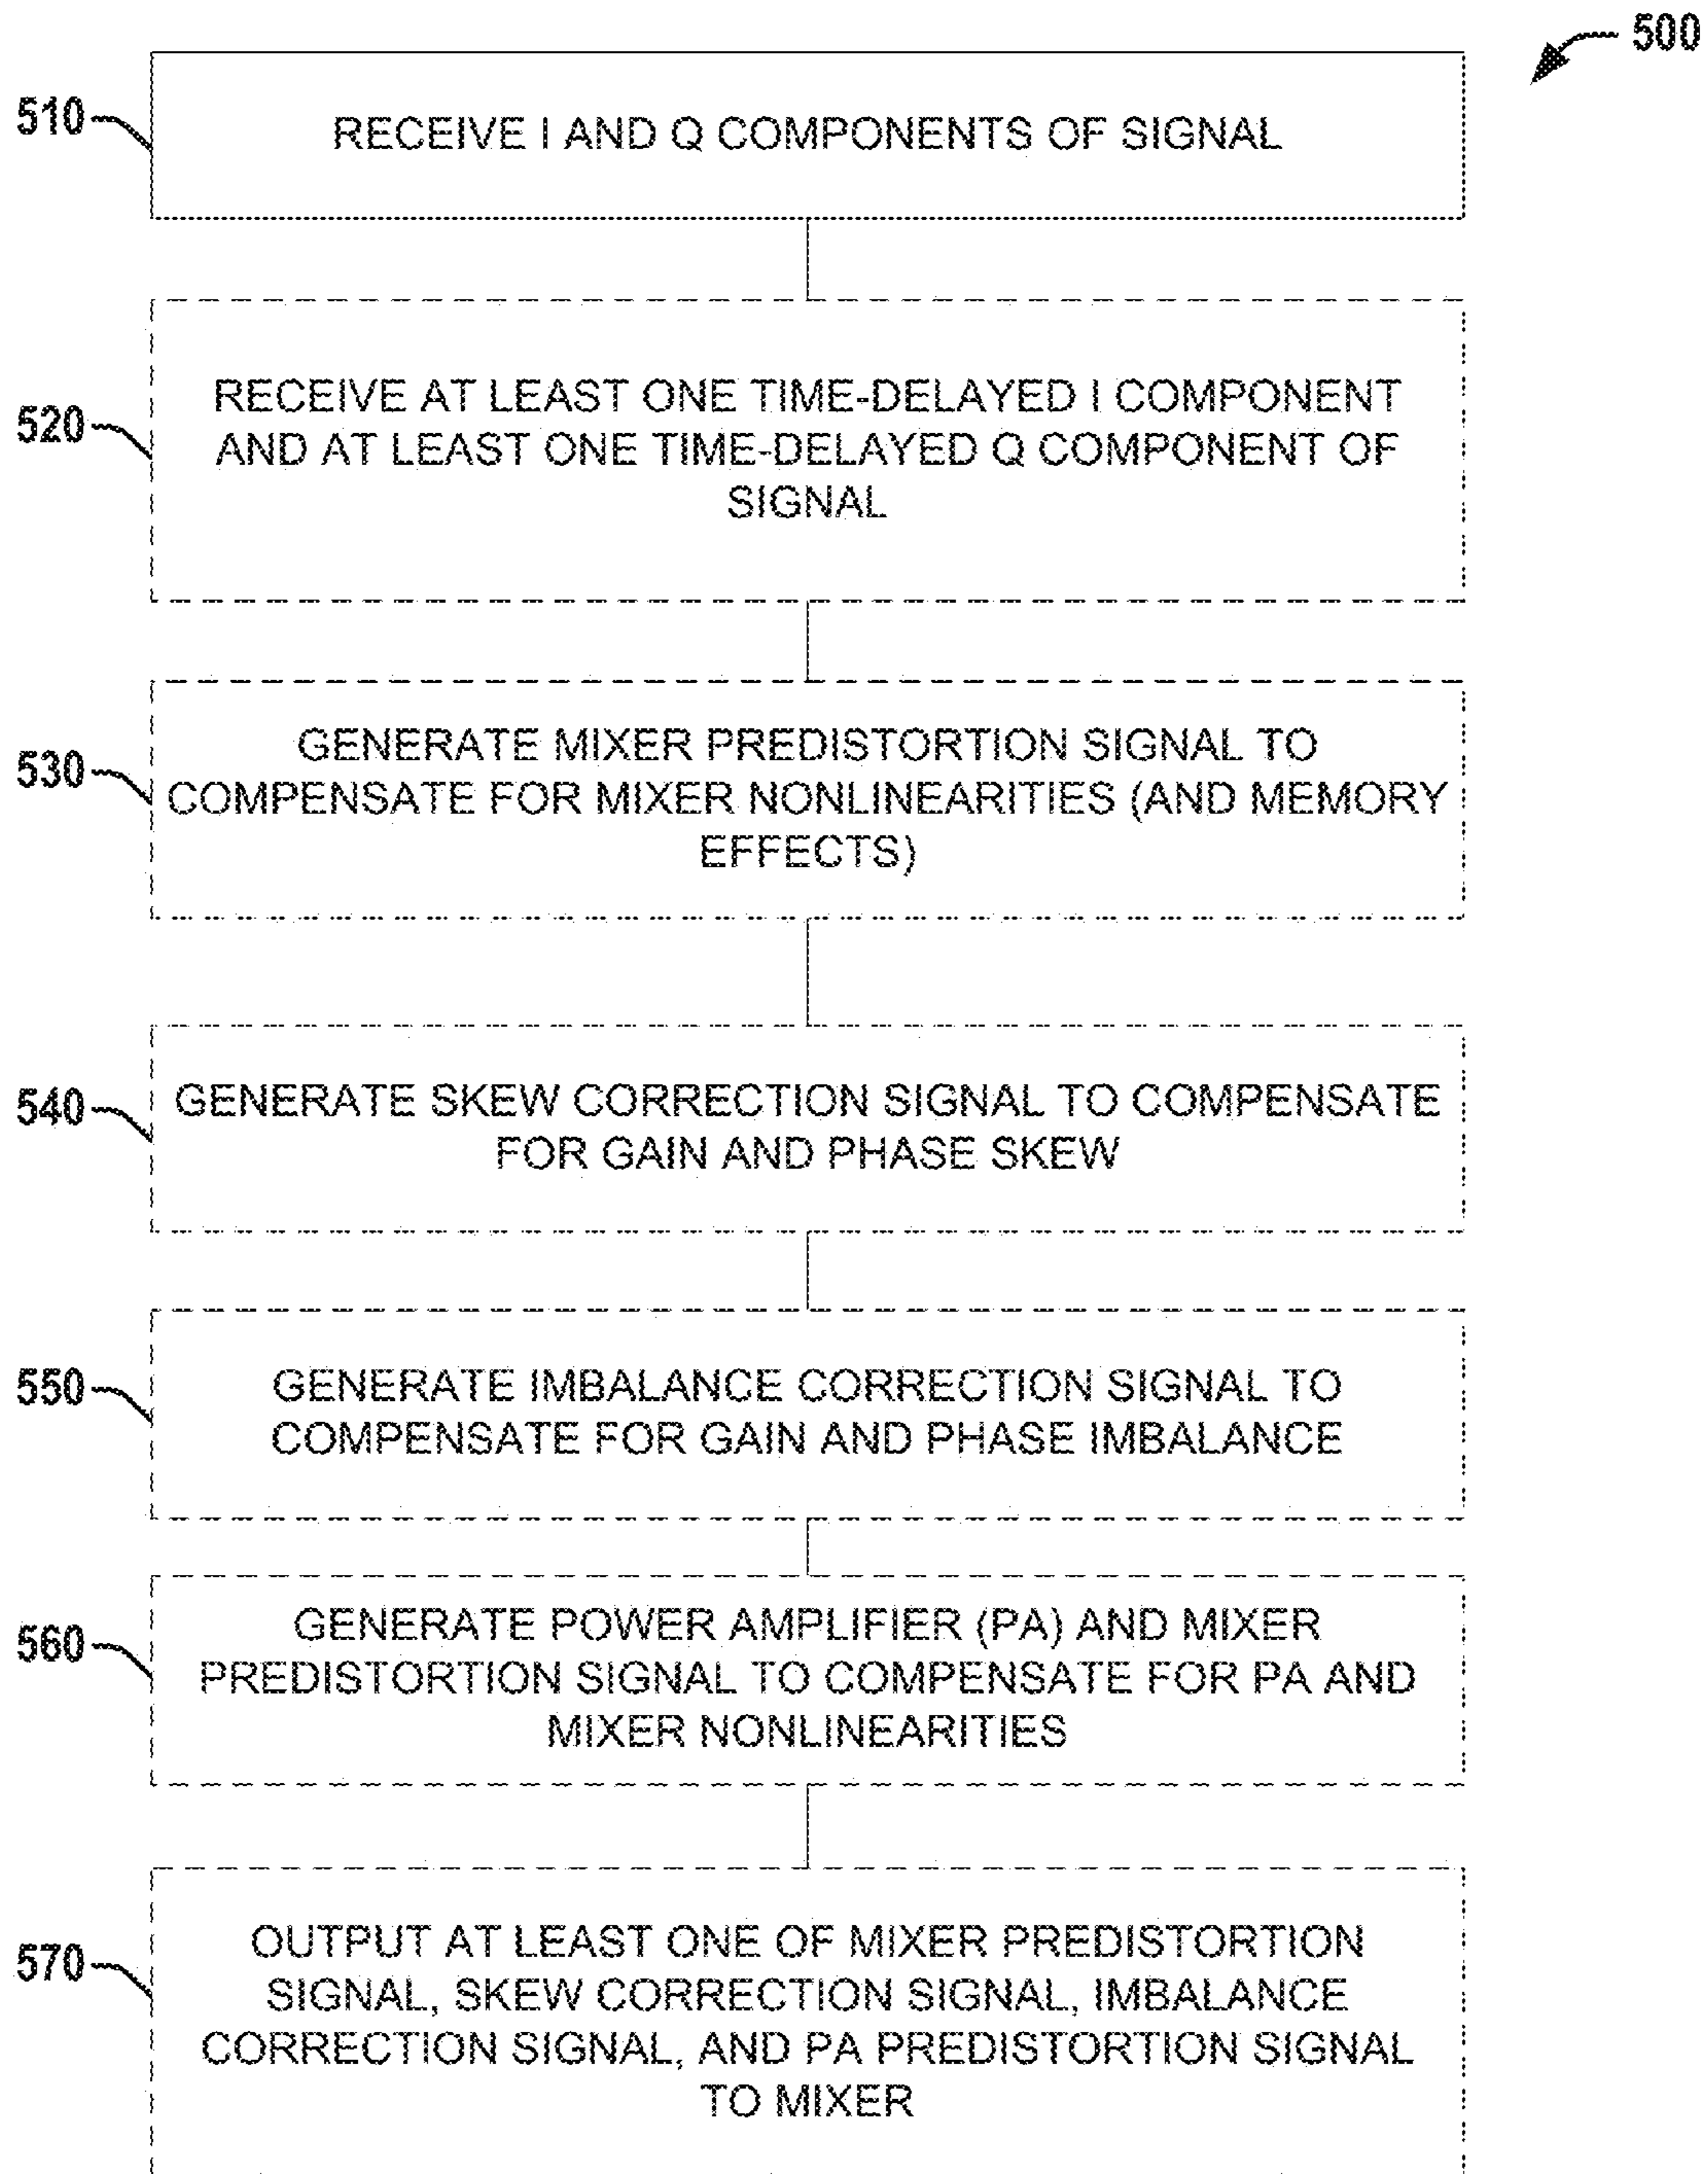 500
510
RECEIVE I AND Q COMPONENTS OF SIGNAL
520
RECEIVE AT LEAST ONE TIME-DELAYED I COMPONENT
AND AT LEAST ONE TIME-DELAYED Q COMPONENT OF
SIGNAL
530
GENERATE MIXER PREDISTORTION SIGNAL TO
COMPENSATE FOR MIXER NONLINEARITIES (AND MEMORY
EFFECTS)
540
GENERATE SKEW CORRECTION SIGNAL TO COMPENSATE
FOR GAIN AND PHASE SKEW
550
GENERATE IMBALANCE CORRECTION SIGNAL TO
COMPENSATE FOR GAIN AND PHASE IMBALANCE
560
GENERATE POWER AMPLIFIER (PA) AND MIXER
PREDISTORTION SIGNAL TO COMPENSATE FOR PA AND
MIXER NONLINEARITIES
570
OUTPUT AT LEAST ONE OF MIXER PREDISTORTION
SIGNAL, SKEW CORRECTION SIGNAL, IMBALANCE
CORRECTION SIGNAL, AND PA PREDISTORTION SIGNAL
TO MIXER